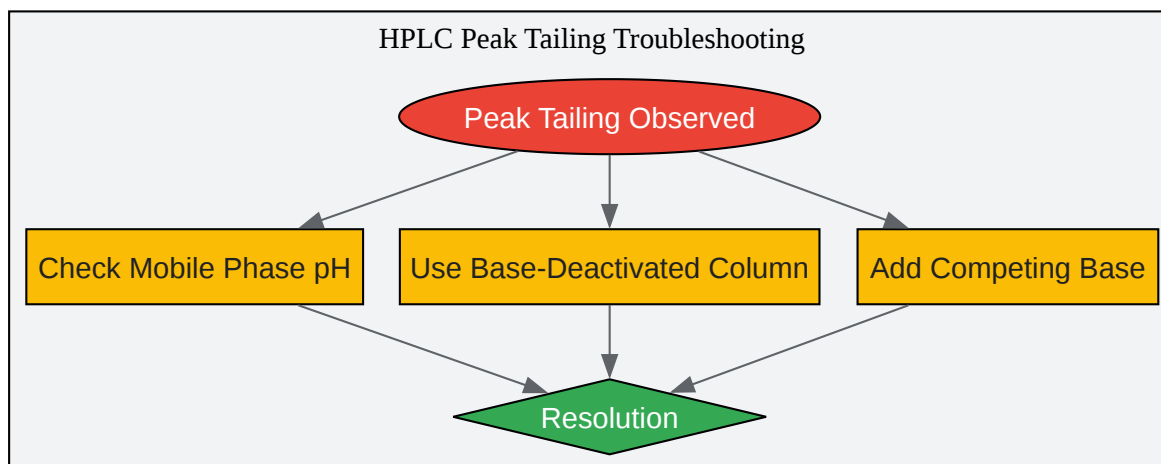 HPLC Peak Tailing Troubleshooting
Peak Tailing Observed
Check Mobile Phase pH
Use Base-Deactivated Column
Add Competing Base
Resolution